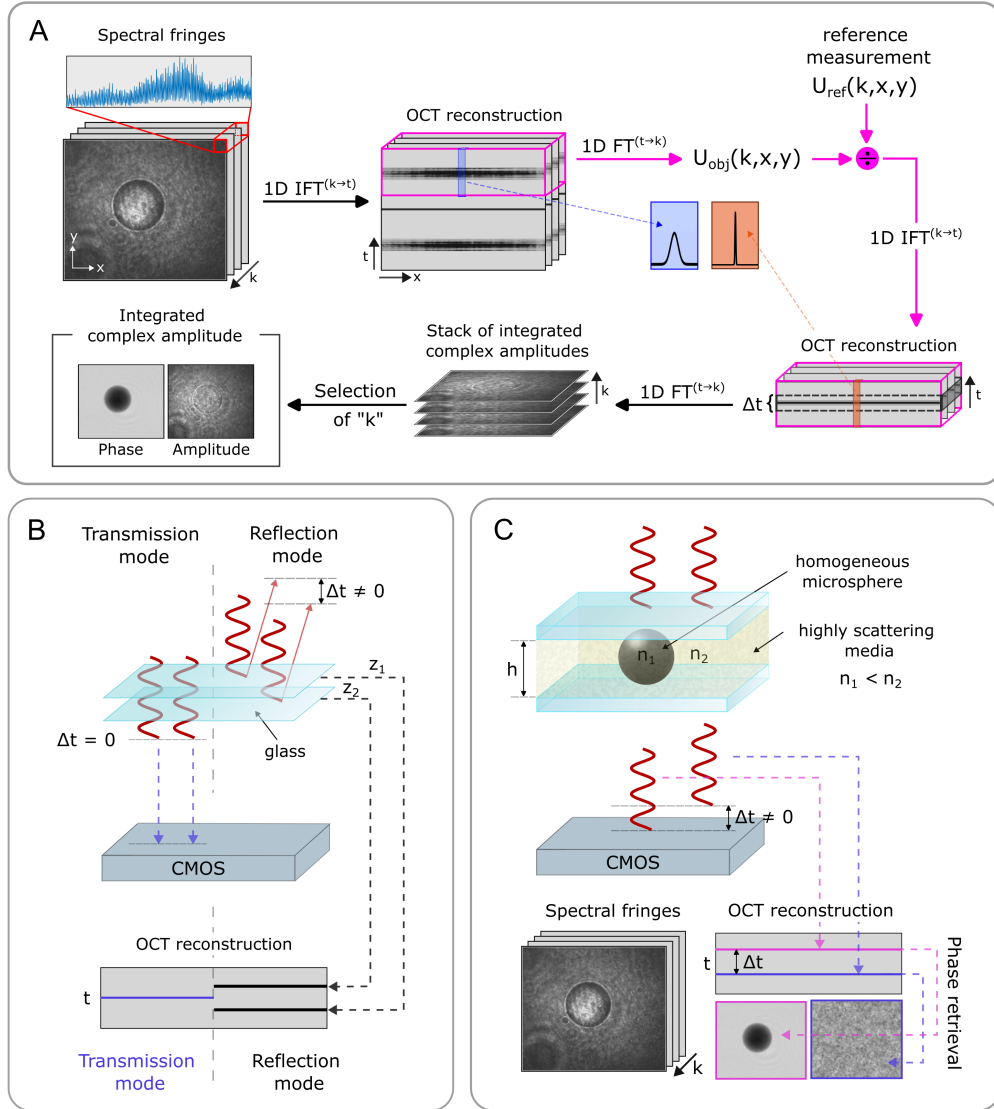 A
Spectral fringes
y
x
k
1D IFT(k→t)
OCT reconstruction
t
x
1D FT(t→k)
Uobj(k,x,y)
reference
measurement
Uref(k,x,y)
÷
1D IFT(k→t)
OCT reconstruction
Δt {
t
1D FT(t→k)
Stack of integrated
complex amplitudes
k
Selection
of "k"
Integrated
complex amplitude
Phase
Amplitude
B
Transmission
mode
Reflection
mode
Δt ≠ 0
z1
z2
Δt = 0
glass
CMOS
OCT reconstruction
t
Transmission
mode
Reflection
mode
C
homogeneous
microsphere
highly scattering
media
n1 < n2
h
n1
n2
Δt ≠ 0
CMOS
Spectral fringes
k
OCT reconstruction
t
Δt
Phase retrieval